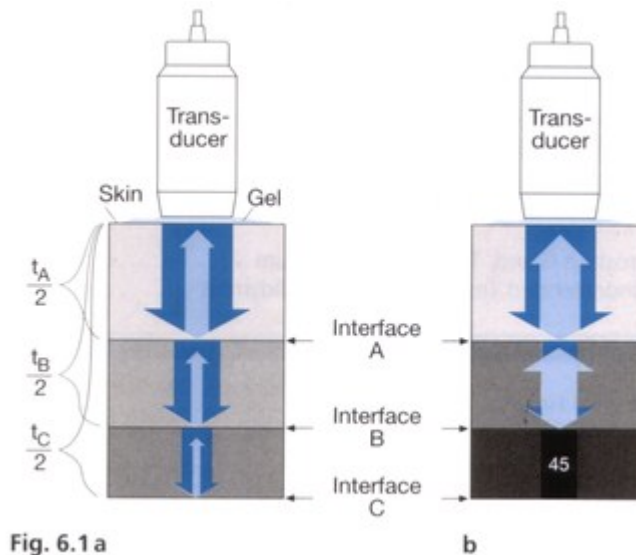 Trans-
ducer
Trans-
ducer
Skin
Gel
tA
2
Interface
A
tB
2
Interface
B
tC
2
45
Interface
C
Fig. 6.1 a
b